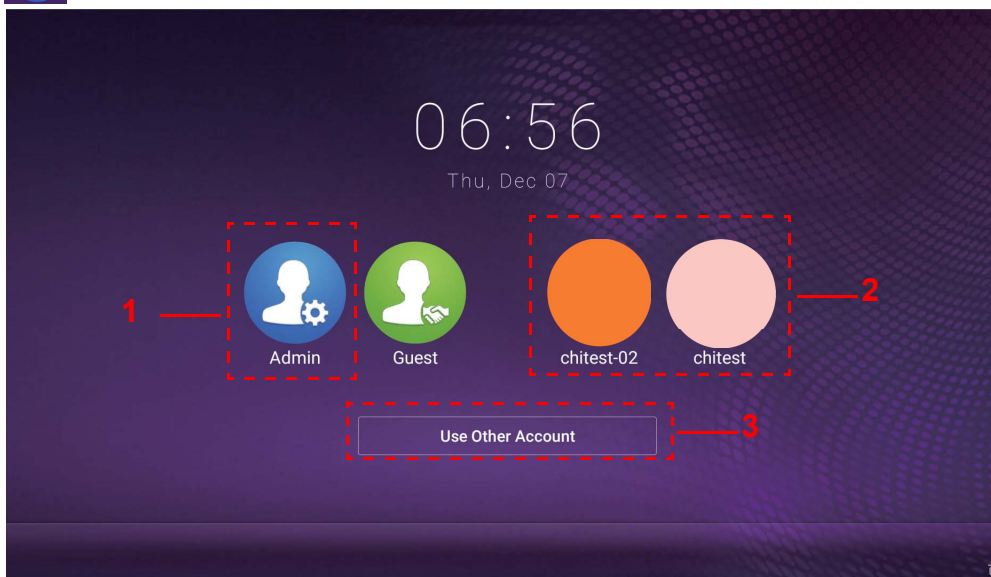 06:56
Thu, Dec 07
1
2
Admin
Guest
chitest-02
chitest
Use Other Account
3